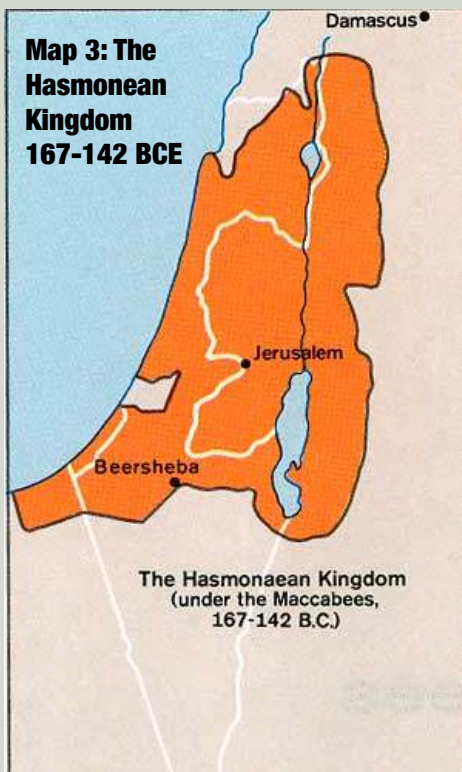 Damascus
Map 3: The
Hasmonean
Kingdom
167-142 BCE
Jerusalem
Beersheba
The Hasmonaean Kingdom
(under the Maccabees,
167-142 B.C.)